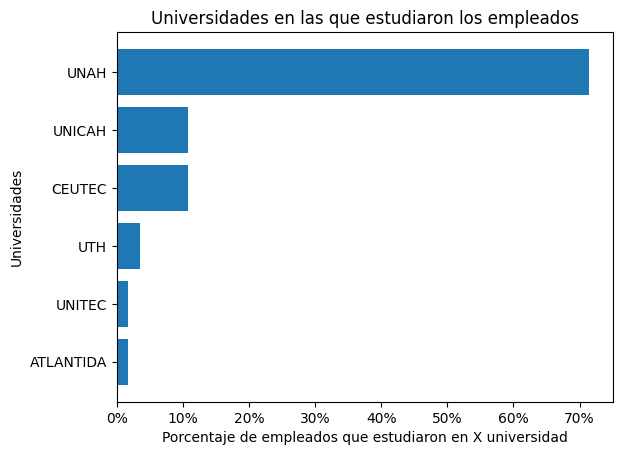 Universidades en las que estudiaron los empleados
Universidades
UNAH
UNICAH
CEUTEC
UTH
UNITEC
ATLANTIDA
0% 10% 20% 30% 40% 50% 60% 70%
Porcentaje de empleados que estudiaron en X universidad